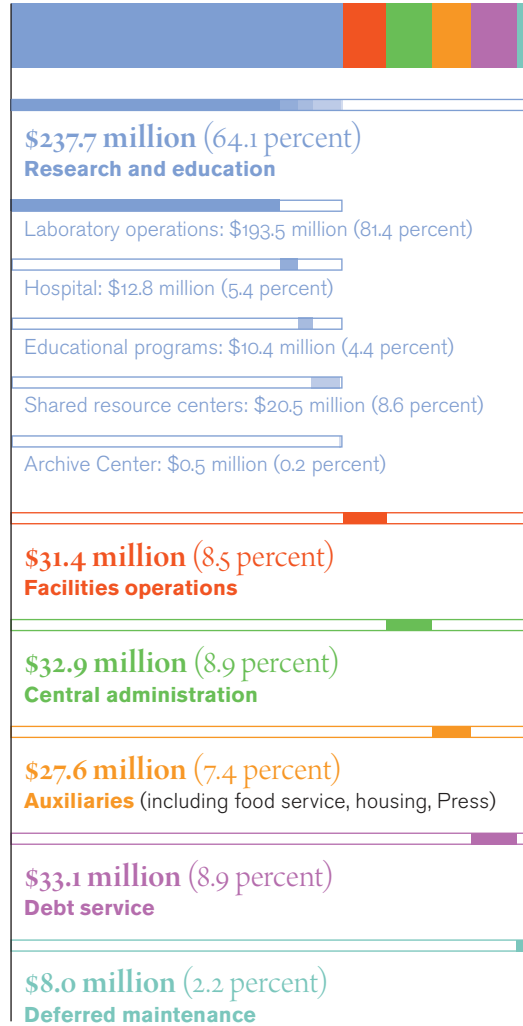 $237.7 million (64.1 percent)
Research and education
Laboratory operations: $193.5 million (81.4 percent)
Hospital: $12.8 million (5.4 percent)
Educational programs: $10.4 million (4.4 percent)
Shared resource centers: $20.5 million (8.6 percent)
Archive Center: $0.5 million (0.2 percent)
$31.4 million (8.5 percent)
Facilities operations
$32.9 million (8.9 percent)
Central administration
$27.6 million (7.4 percent)
Auxiliaries (including food service, housing, Press)
$33.1 million (8.9 percent)
Debt service
$8.0 million (2.2 percent)
Deferred maintenance